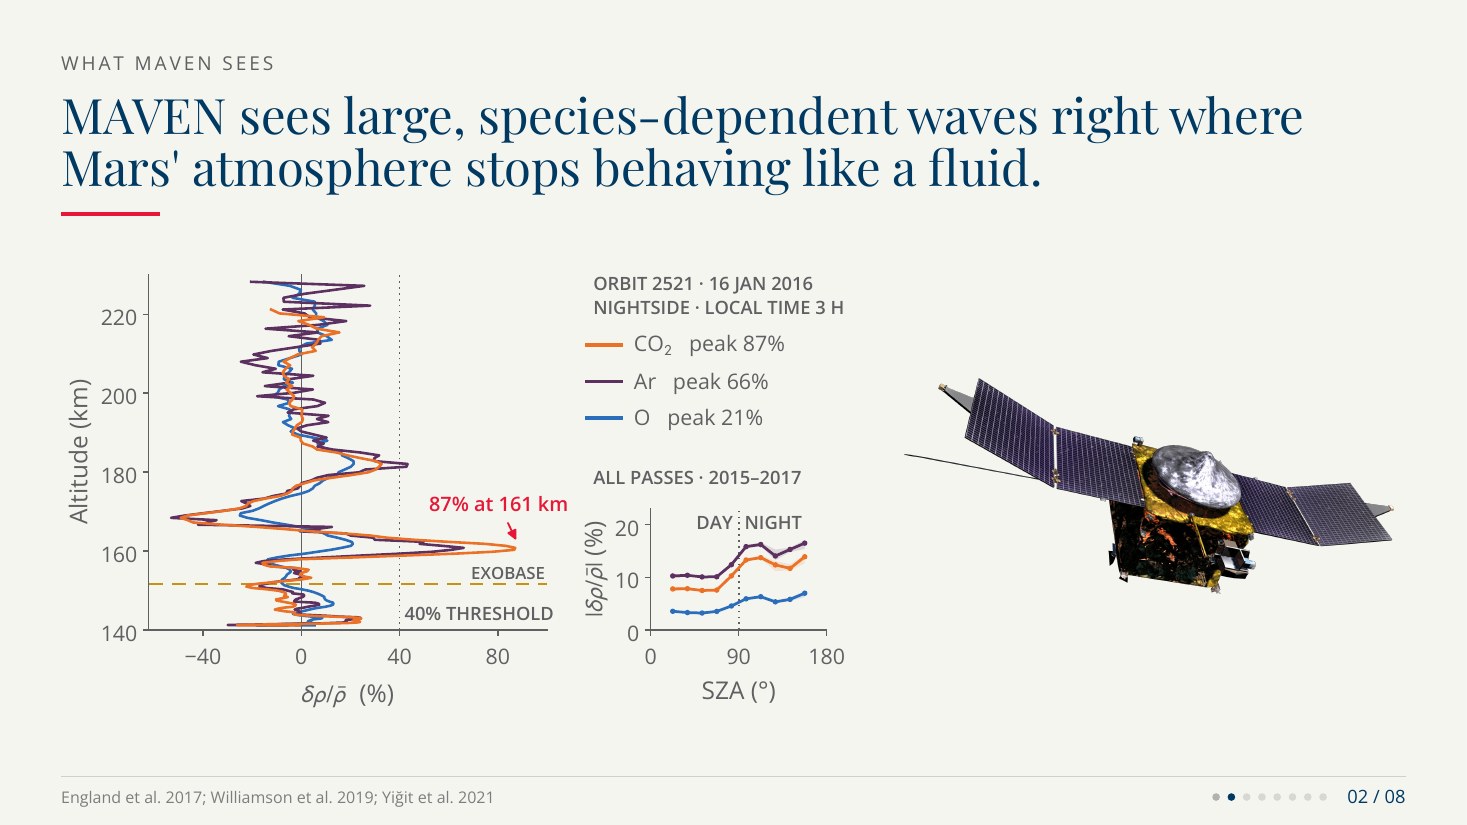 WHAT MAVEN SEES
MAVEN sees large, species-dependent waves right where
Mars' atmosphere stops behaving like a fluid.
Altitude (km)
220
200
180
160
140
−40
0
40
80
δρ/ρ̄ (%)
87% at 161 km
EXOBASE
40% THRESHOLD
ORBIT 2521 · 16 JAN 2016
NIGHTSIDE · LOCAL TIME 3 H
CO₂ peak 87%
Ar peak 66%
O peak 21%
ALL PASSES · 2015–2017
|δρ/ρ̄| (%)
20
10
0
DAY
NIGHT
0
90
180
SZA (°)
England et al. 2017; Williamson et al. 2019; Yiğit et al. 2021
02 / 08